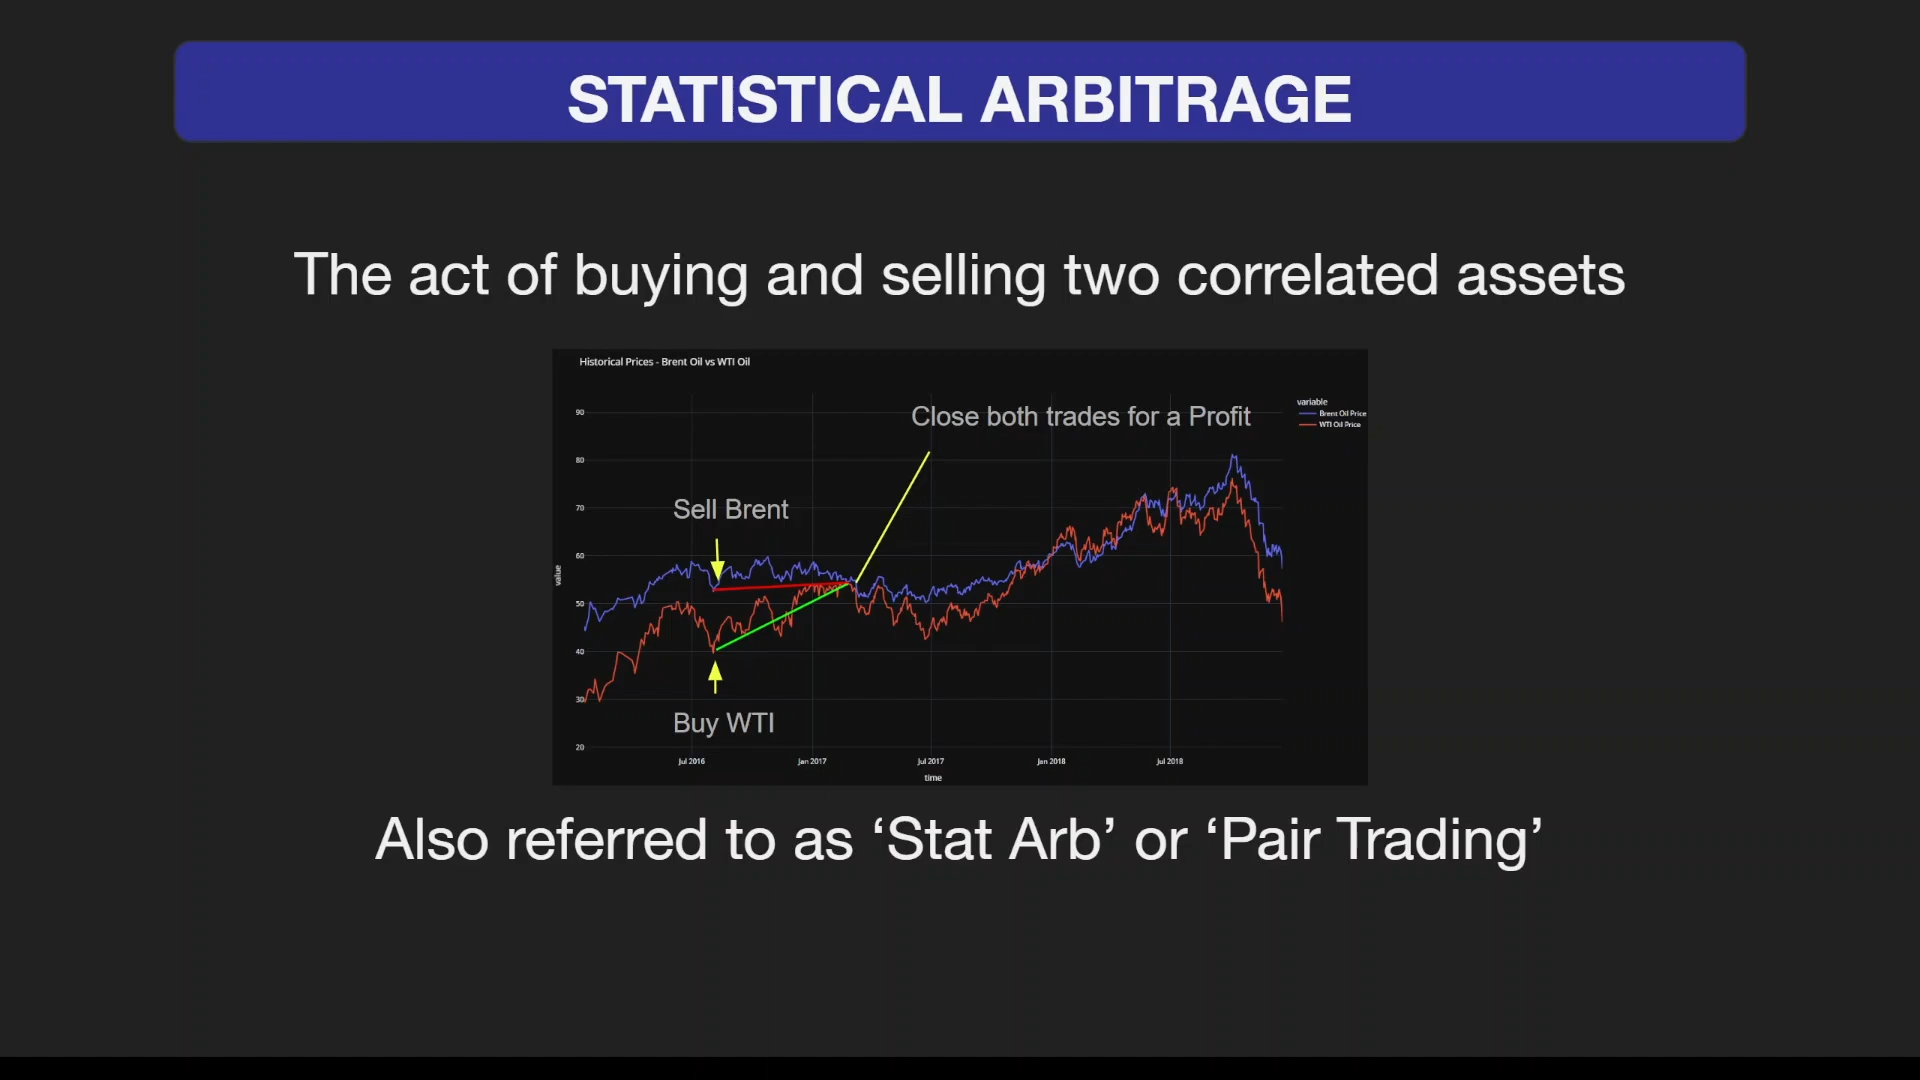 STATISTICAL ARBITRAGE
The act of buying and selling two correlated assets
Historical Prices - Brent Oil vs WTI Oil
variable
Brent Oil Price
WTI Oil Price
Close both trades for a Profit
Sell Brent
Buy WTI
90
80
70
60
50
40
30
20
value
Jul 2016
Jan 2017
Jul 2017
Jan 2018
Jul 2018
time
Also referred to as ‘Stat Arb’ or ‘Pair Trading’